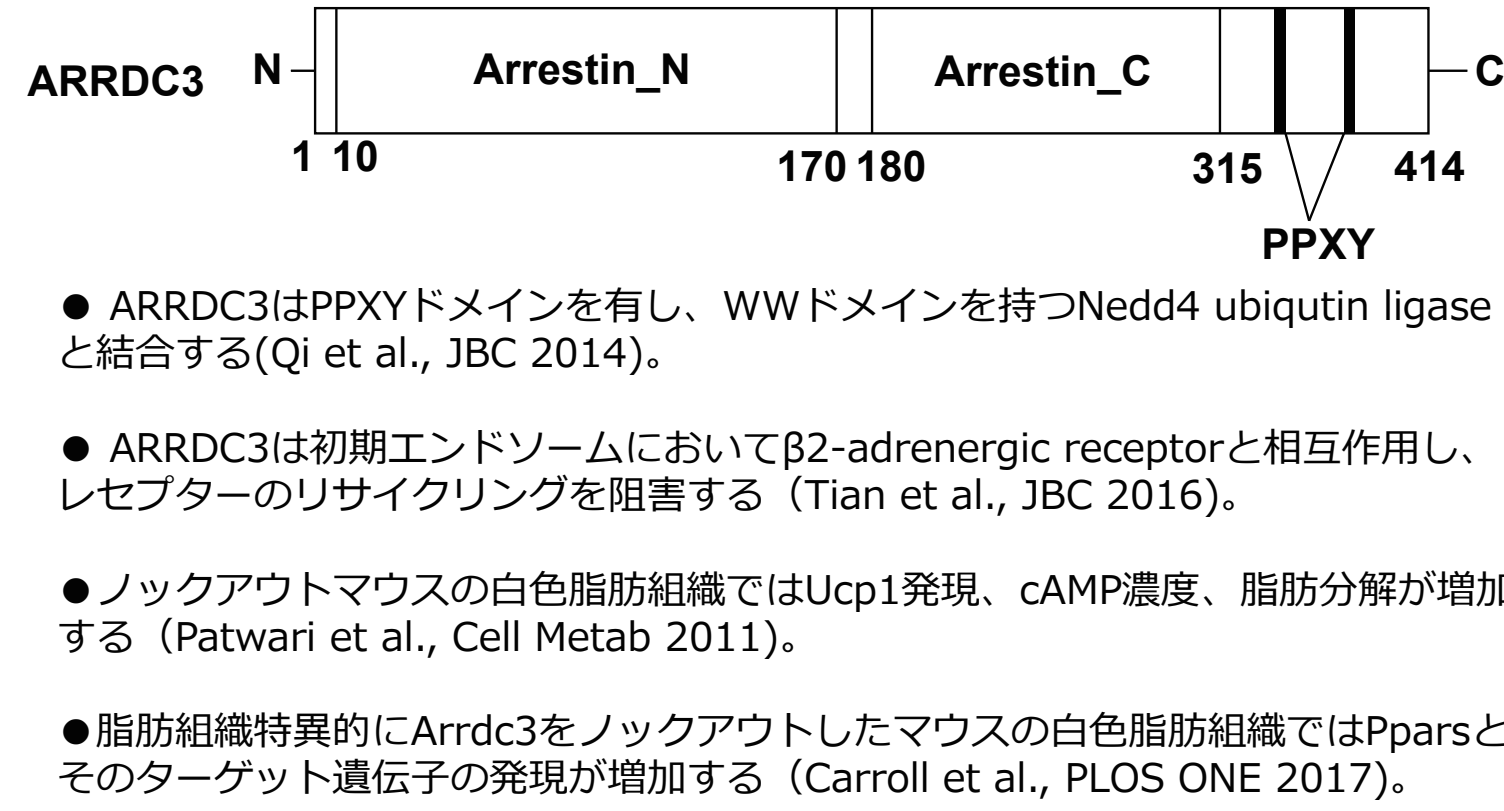 ARRDC3 N Arrestin_N Arrestin_C C
1 10 170 180 315 414
PPXY
● ARRDC3はPPXYドメインを有し、WWドメインを持つNedd4 ubiqutin ligase
と結合する(Qi et al., JBC 2014)。
● ARRDC3は初期エンドソームにおいてβ2-adrenergic receptorと相互作用し、
レセプターのリサイクリングを阻害する（Tian et al., JBC 2016)。
●ノックアウトマウスの白色脂肪組織ではUcp1発現、cAMP濃度、脂肪分解が増加
する（Patwari et al., Cell Metab 2011)。
●脂肪組織特異的にArrdc3をノックアウトしたマウスの白色脂肪組織ではPparsと
そのターゲット遺伝子の発現が増加する（Carroll et al., PLOS ONE 2017)。